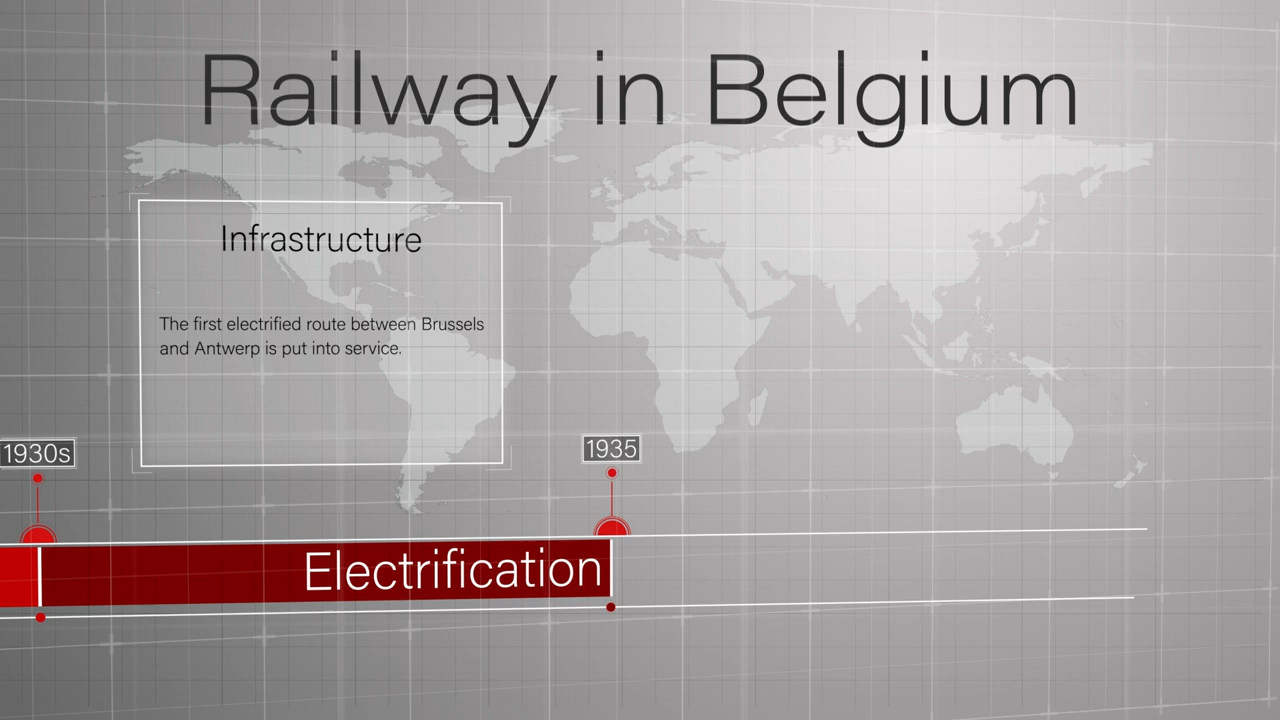 Railway in Belgium
Infrastructure
The first electrified route between Brussels
and Antwerp is put into service.
1930s
1935
Electrification